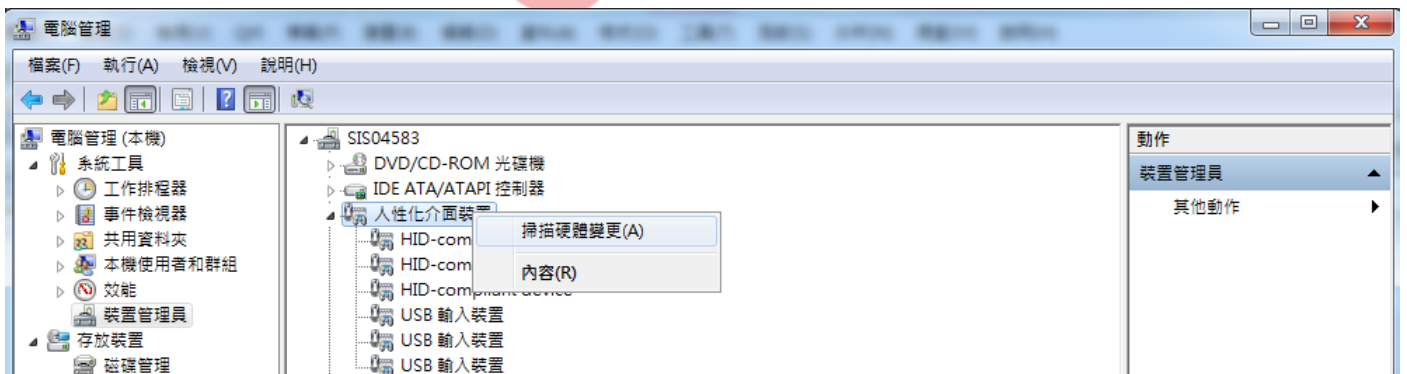 電腦管理
檔案(F) 執行(A) 檢視(V) 說明(H)
電腦管理 (本機)
系統工具
工作排程器
事件檢視器
共用資料夾
本機使用者和群組
效能
裝置管理員
存放裝置
磁碟管理
SIS04583
DVD/CD-ROM 光碟機
IDE ATA/ATAPI 控制器
人性化介面裝置
HID-com
HID-com
HID-compliant device
USB 輸入裝置
USB 輸入裝置
USB 輸入裝置
掃描硬體變更(A)
內容(R)
動作
裝置管理員
其他動作